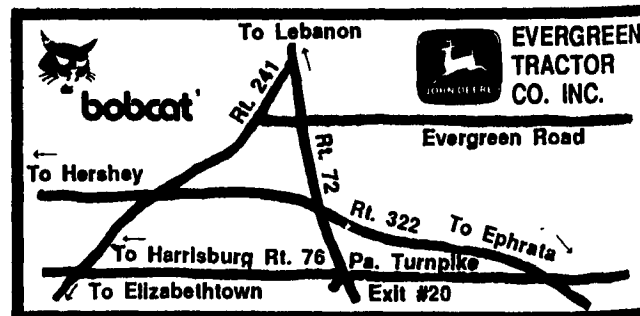 To Lebanon
EVERGREEN
TRACTOR
CO. INC.
JOHN DEERE
bobcat'
Rt. 241
Evergreen Road
Rt. 72
To Hershey
Rt. 322
To Ephrata
To Harrisburg Rt. 76
Pa. Turnpike
To Elizabethtown
Exit #20